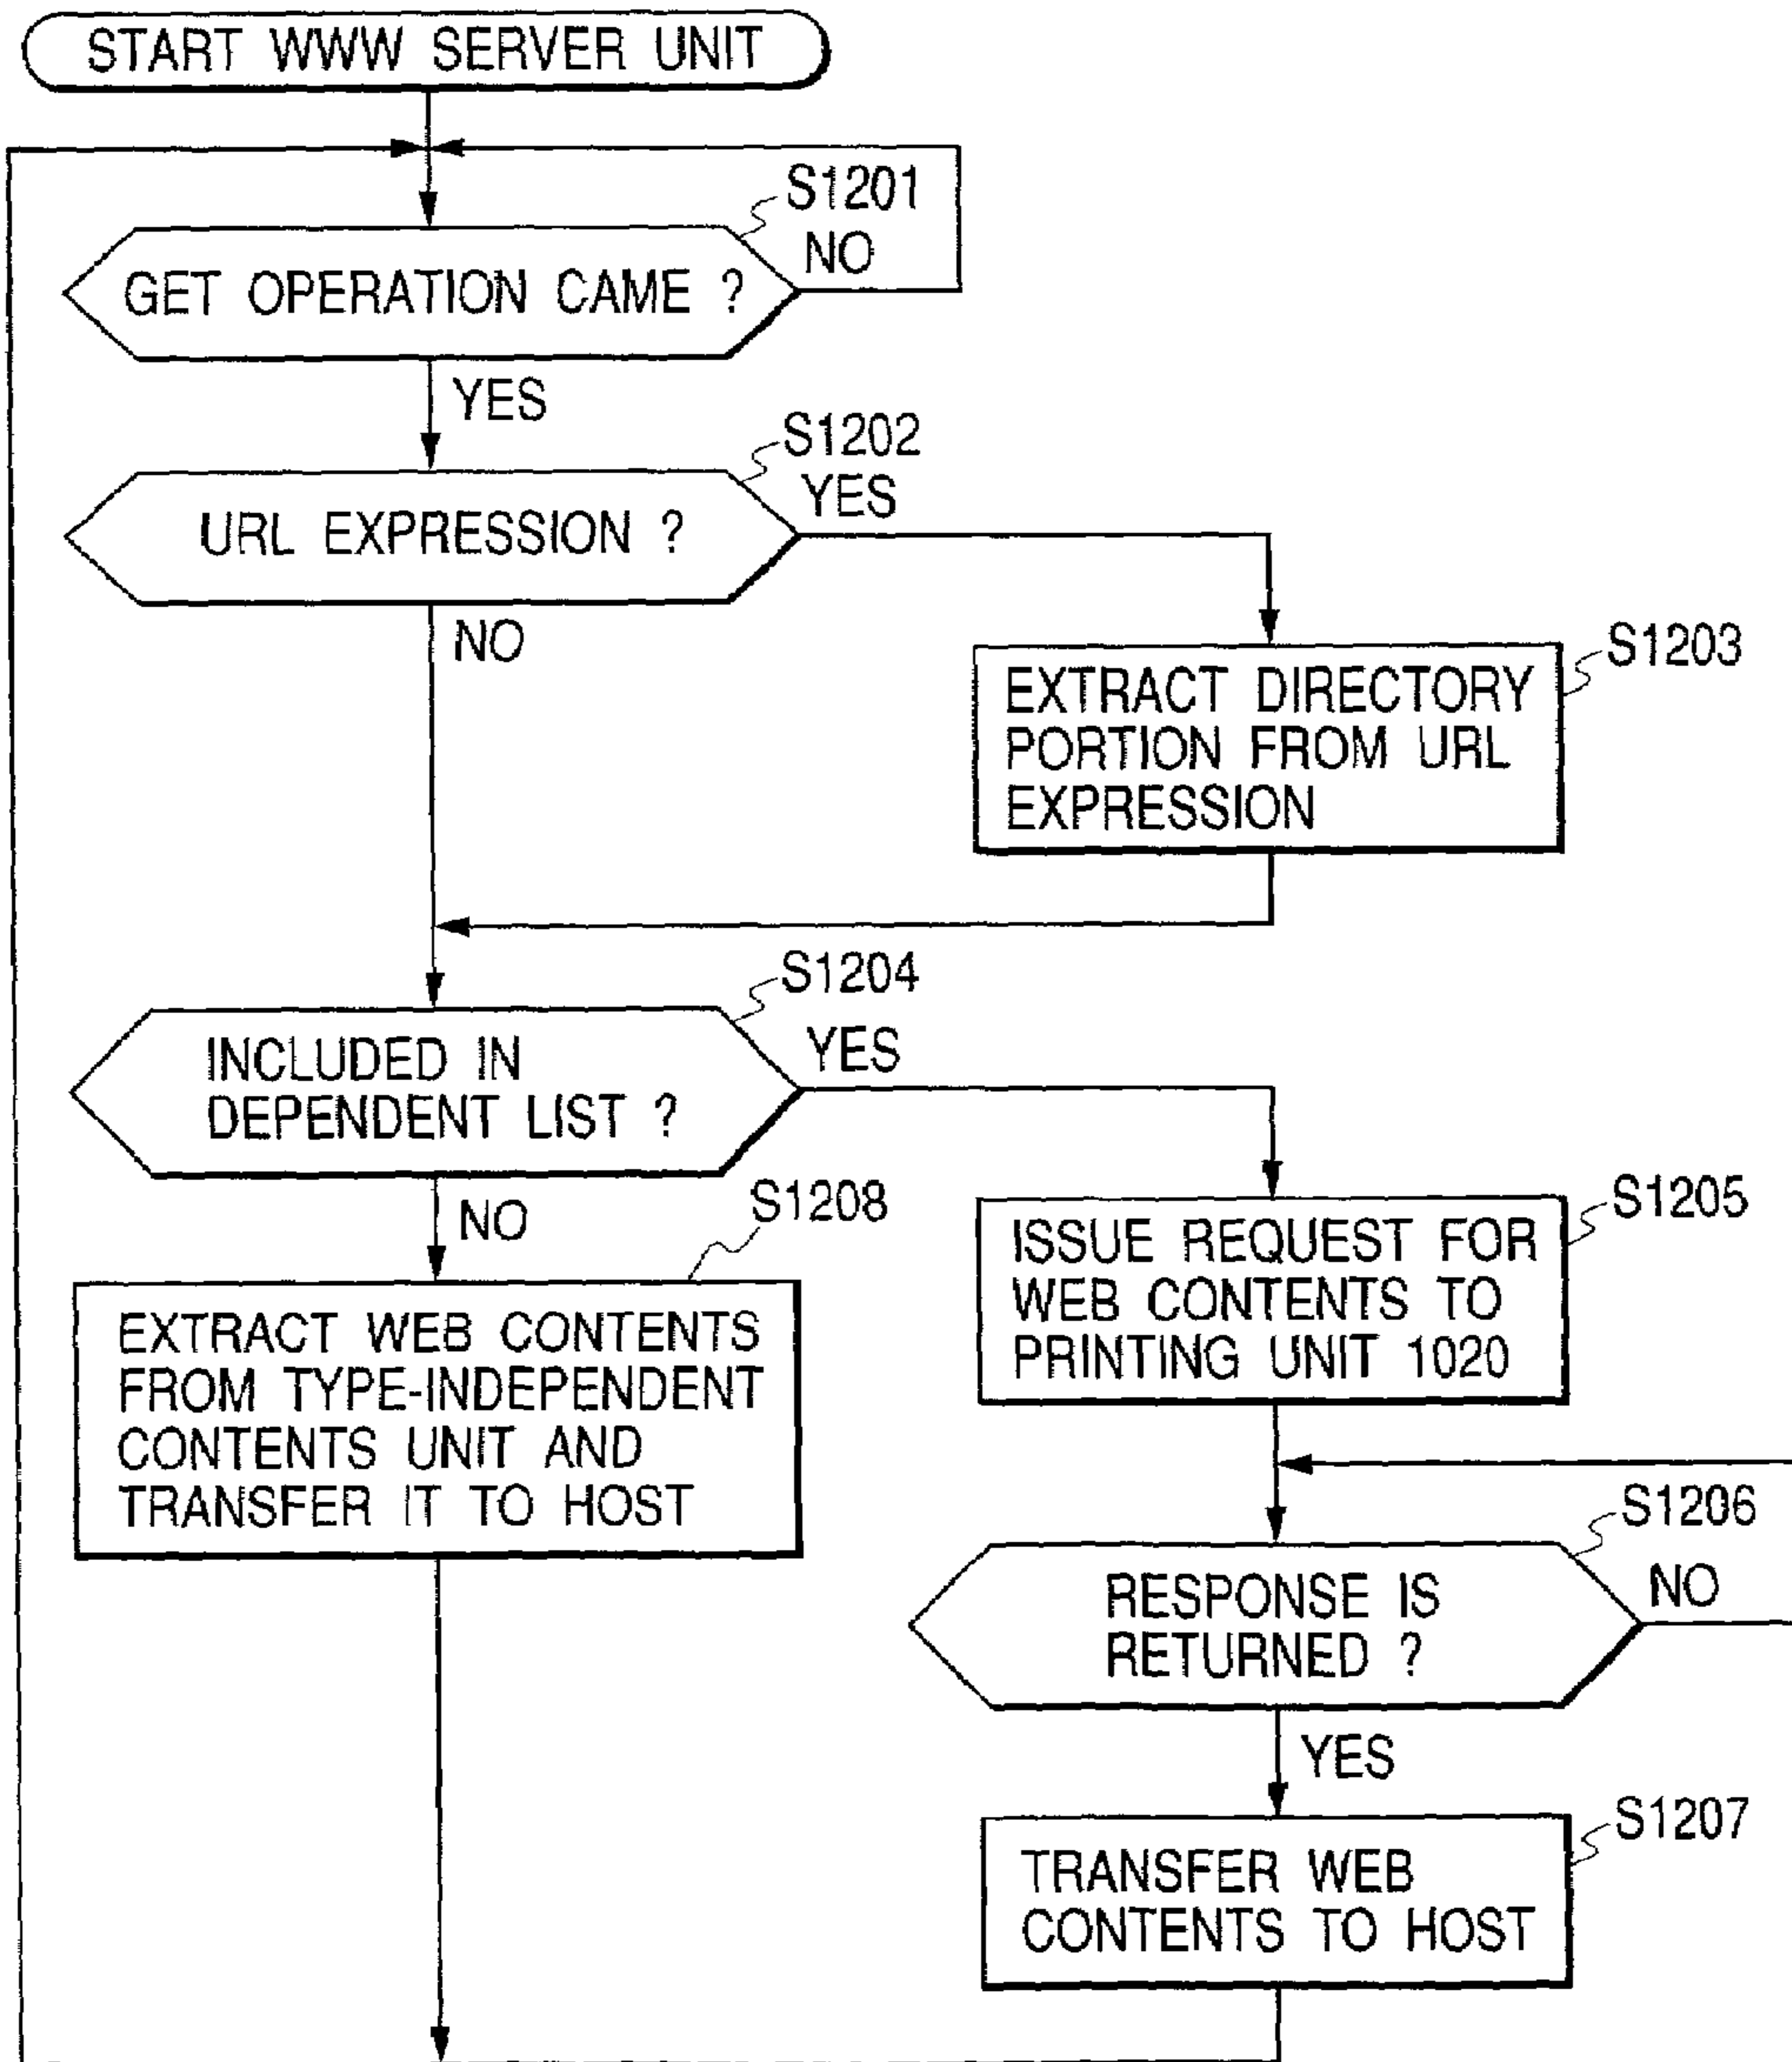 START WWW SERVER UNIT
S1201
NO
GET OPERATION CAME ?
YES
S1202
YES
URL EXPRESSION ?
NO
S1203
EXTRACT DIRECTORY
PORTION FROM URL
EXPRESSION
S1204
YES
INCLUDED IN
DEPENDENT LIST ?
NO
S1208
S1205
ISSUE REQUEST FOR
WEB CONTENTS TO
PRINTING UNIT 1020
EXTRACT WEB CONTENTS
FROM TYPE-INDEPENDENT
CONTENTS UNIT AND
TRANSFER IT TO HOST
S1206
NO
RESPONSE IS
RETURNED ?
YES
S1207
TRANSFER WEB
CONTENTS TO HOST